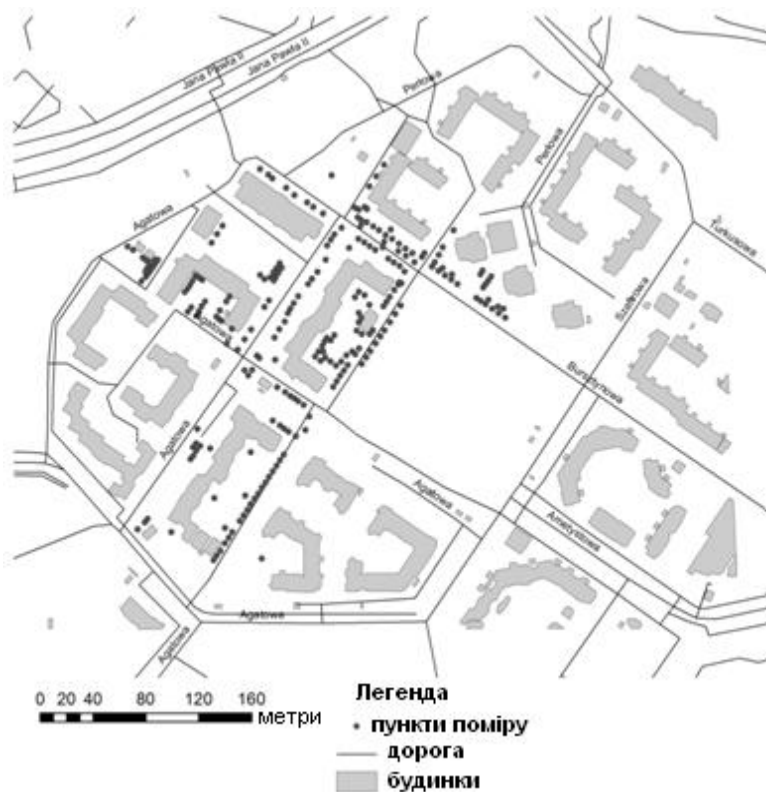 Jana Pawła II
Jana Pawła II
Perłowa
Perłowa
Agatowa
Turkusowa
Szafirowa
Agatowa
Bursztynowa
Agatowa
Agatowa
Ametystowa
Agatowa
Agatowa
0 20 40 80 120 160
метри
Легенда
пункти поміру
дорога
будинки